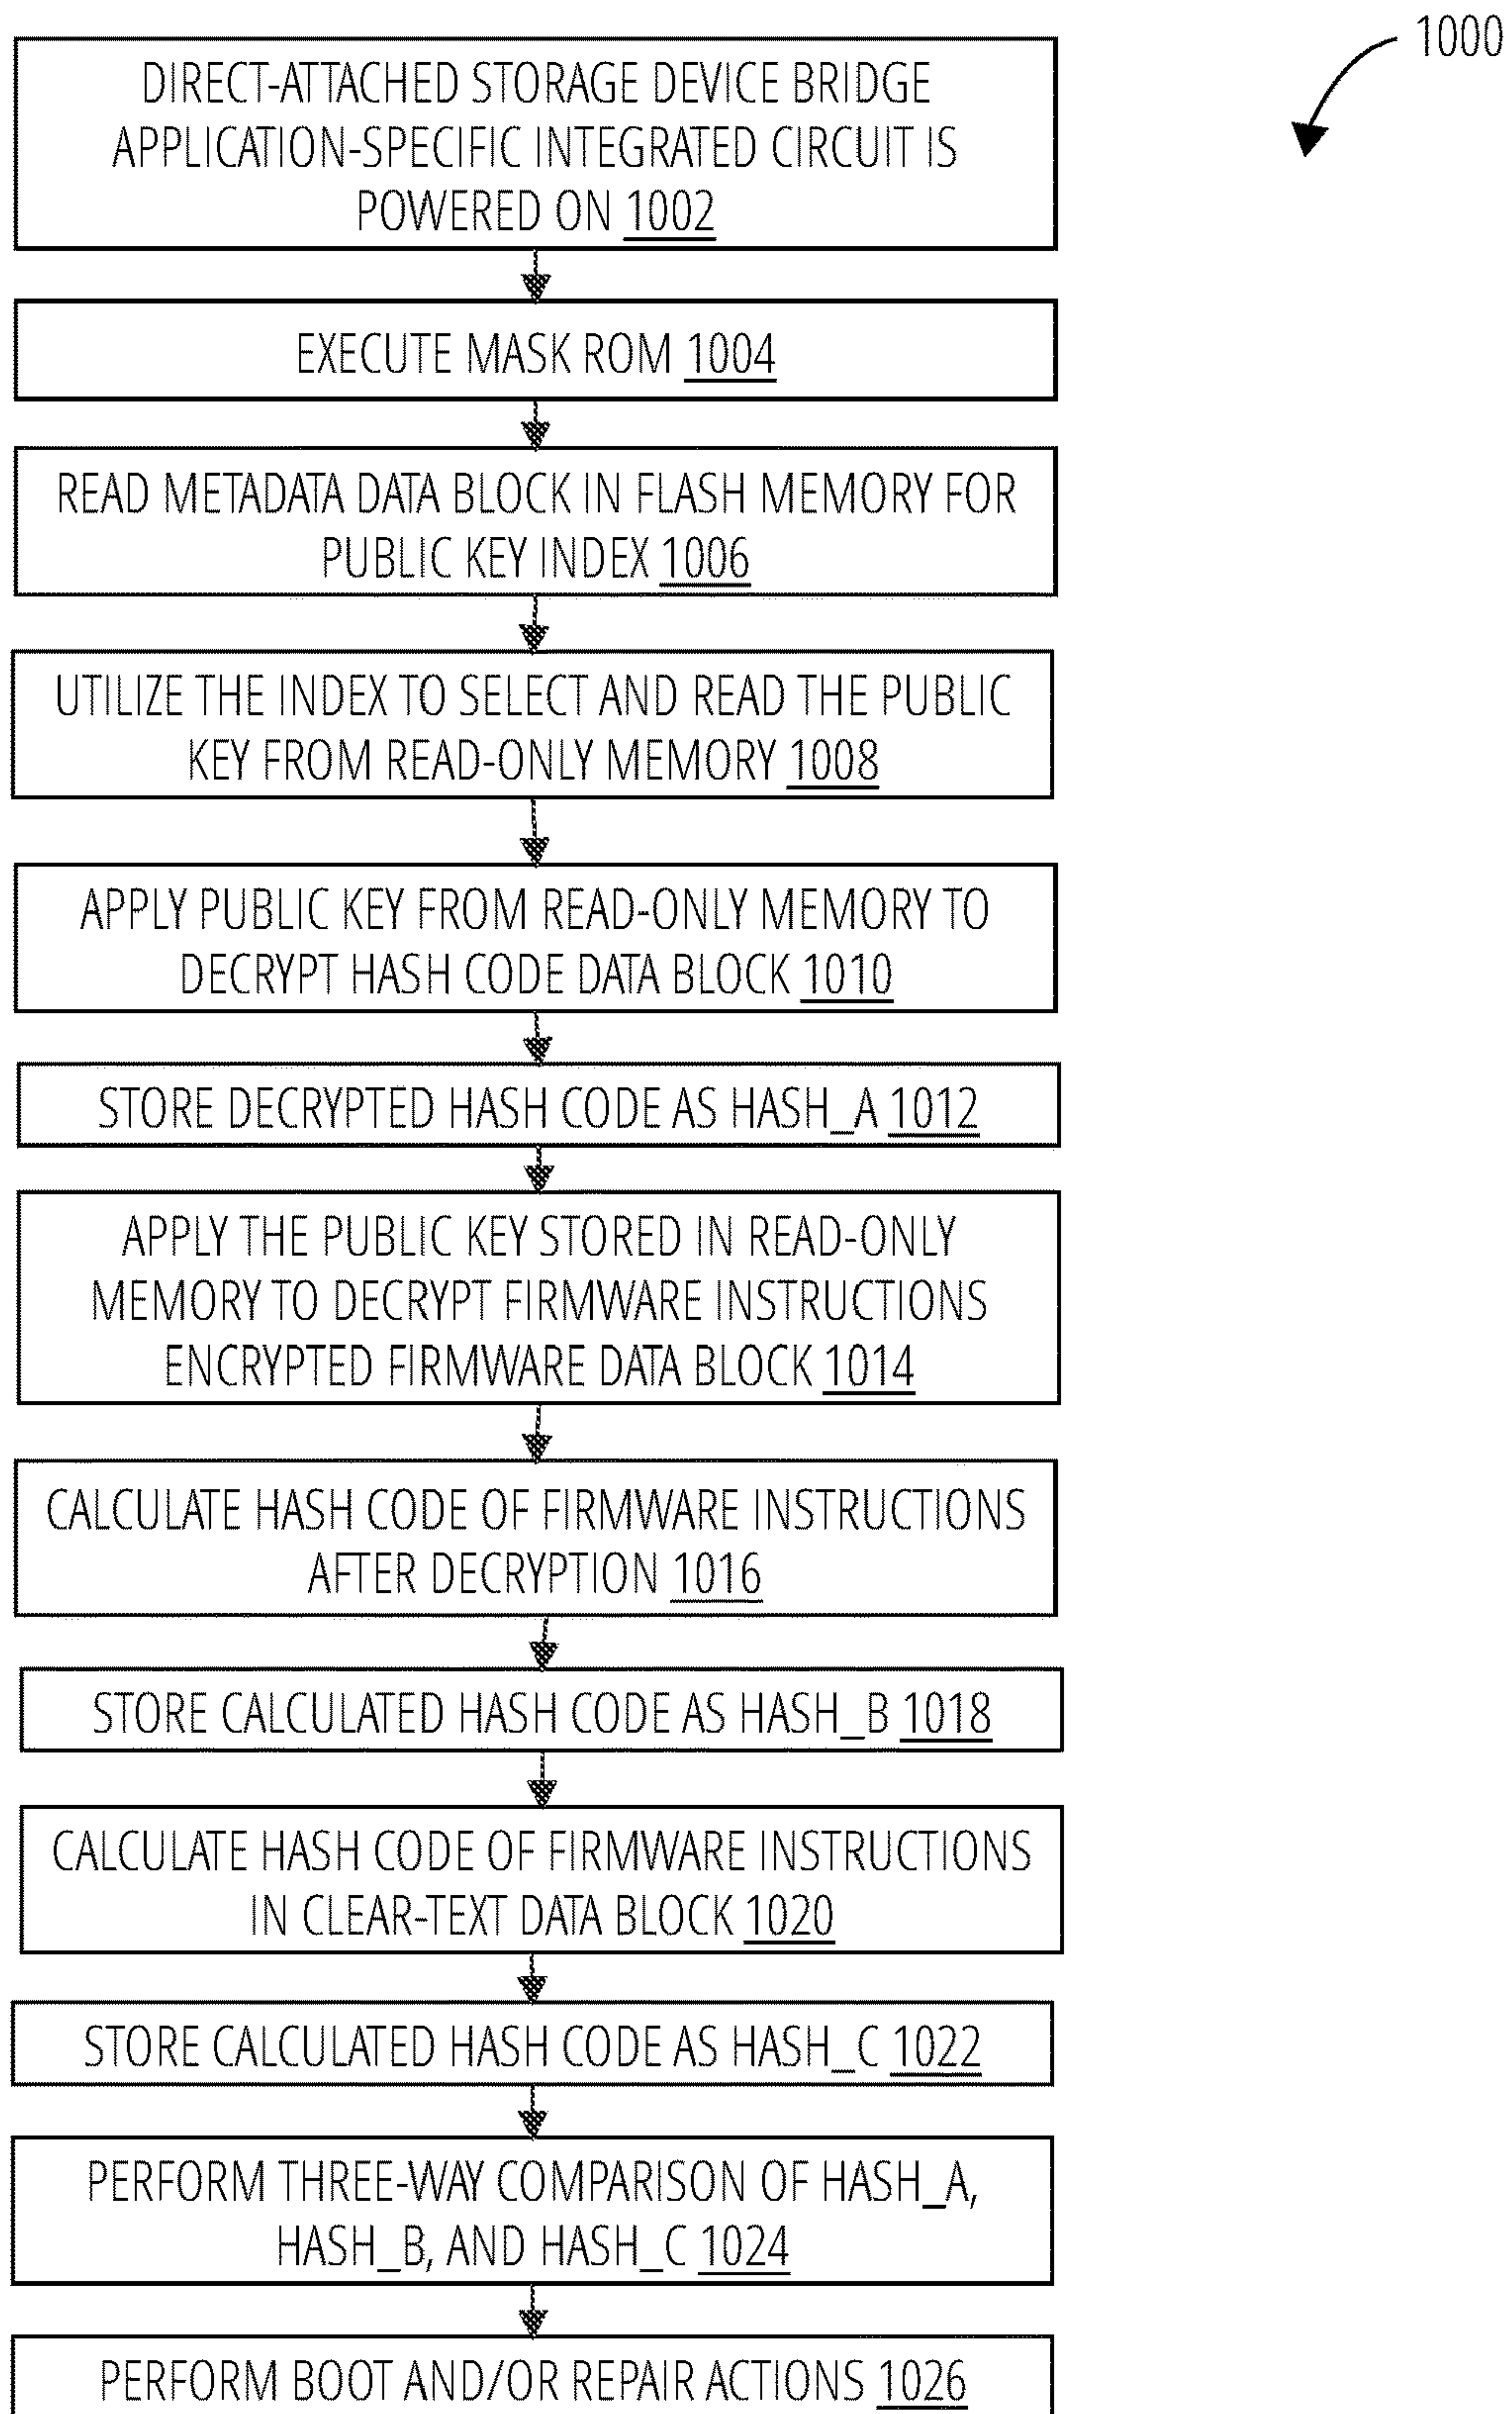 1000
DIRECT-ATTACHED STORAGE DEVICE BRIDGE
APPLICATION-SPECIFIC INTEGRATED CIRCUIT IS
POWERED ON 1002
EXECUTE MASK ROM 1004
READ METADATA DATA BLOCK IN FLASH MEMORY FOR
PUBLIC KEY INDEX 1006
UTILIZE THE INDEX TO SELECT AND READ THE PUBLIC
KEY FROM READ-ONLY MEMORY 1008
APPLY PUBLIC KEY FROM READ-ONLY MEMORY TO
DECRYPT HASH CODE DATA BLOCK 1010
STORE DECRYPTED HASH CODE AS HASH_A 1012
APPLY THE PUBLIC KEY STORED IN READ-ONLY
MEMORY TO DECRYPT FIRMWARE INSTRUCTIONS
ENCRYPTED FIRMWARE DATA BLOCK 1014
CALCULATE HASH CODE OF FIRMWARE INSTRUCTIONS
AFTER DECRYPTION 1016
STORE CALCULATED HASH CODE AS HASH_B 1018
CALCULATE HASH CODE OF FIRMWARE INSTRUCTIONS
IN CLEAR-TEXT DATA BLOCK 1020
STORE CALCULATED HASH CODE AS HASH_C 1022
PERFORM THREE-WAY COMPARISON OF HASH_A,
HASH_B, AND HASH_C 1024
PERFORM BOOT AND/OR REPAIR ACTIONS 1026